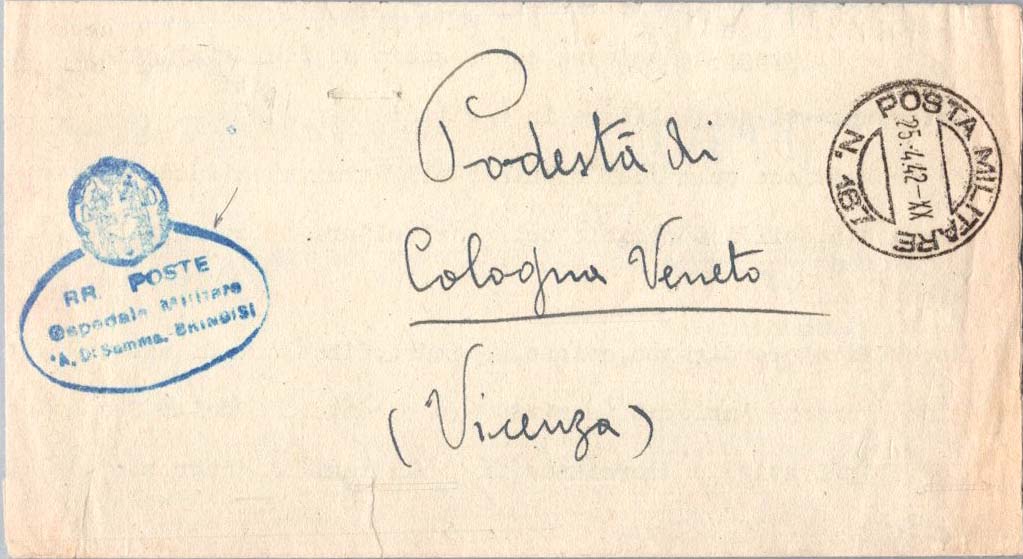 Podestà di
Cologna Veneto
(Vicenza)
RR. POSTE
Ospedale Militare
"A. Di Summa. BRINDISI
POSTA MILITARE N. 167
25.4.42-XX